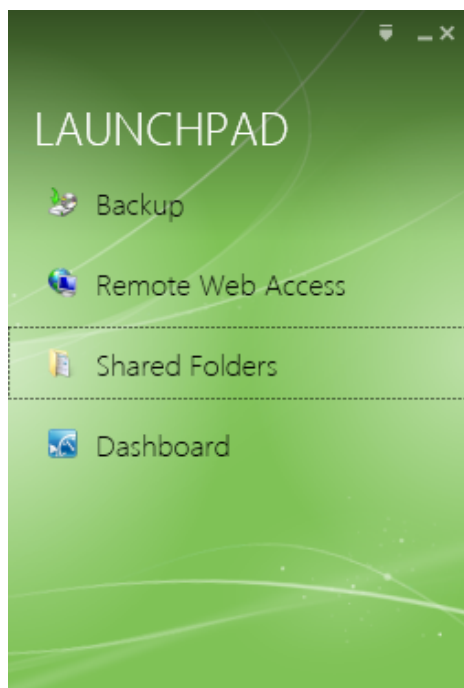 LAUNCHPAD
Backup
Remote Web Access
Shared Folders
Dashboard